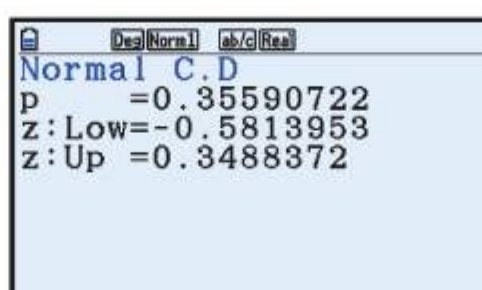 Deg Norm1 ab/c Real
Normal C.D
p =0.35590722
z:Low=-0.5813953
z:Up =0.3488372